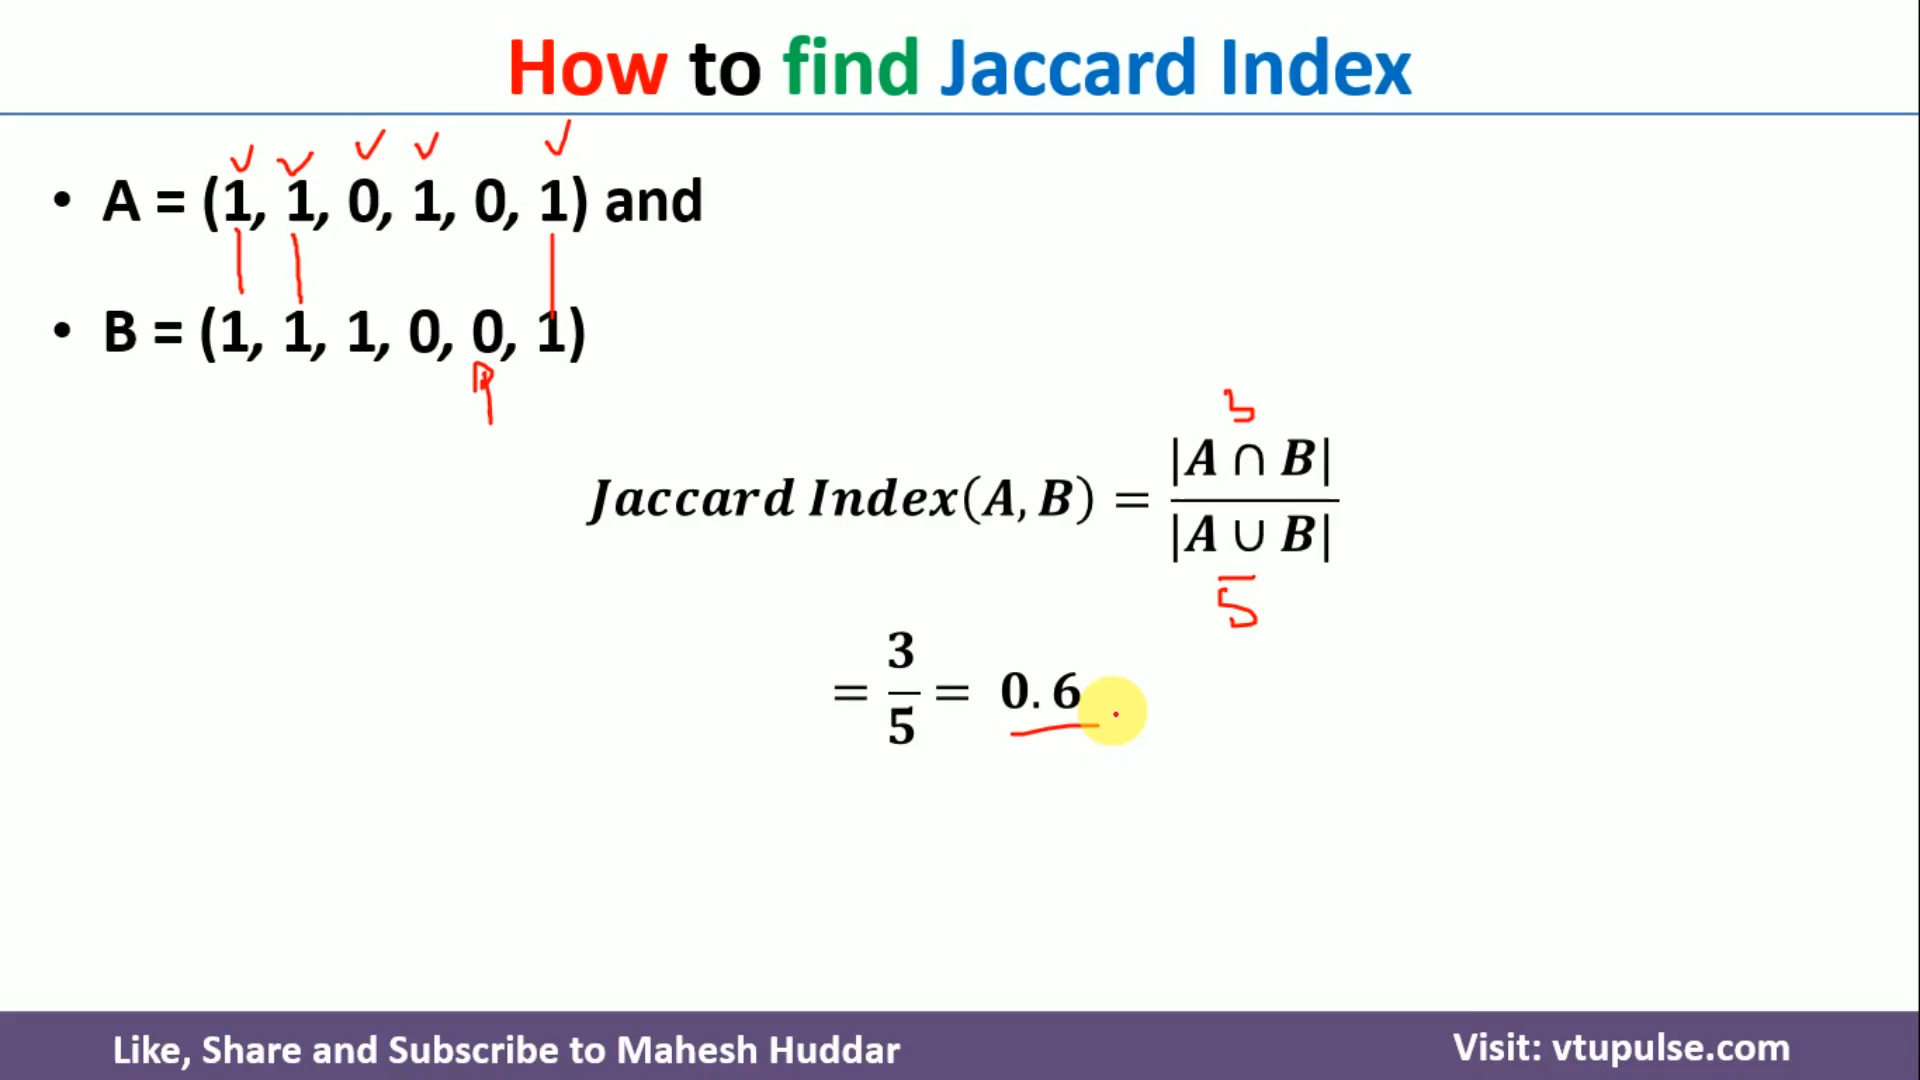 How to find Jaccard Index
• A = (1, 1, 0, 1, 0, 1) and
• B = (1, 1, 1, 0, 0, 1)
3
Jaccard Index(A, B) = |A ∩ B| / |A ∪ B|
5
= 3/5 = 0.6
Like, Share and Subscribe to Mahesh Huddar
Visit: vtupulse.com